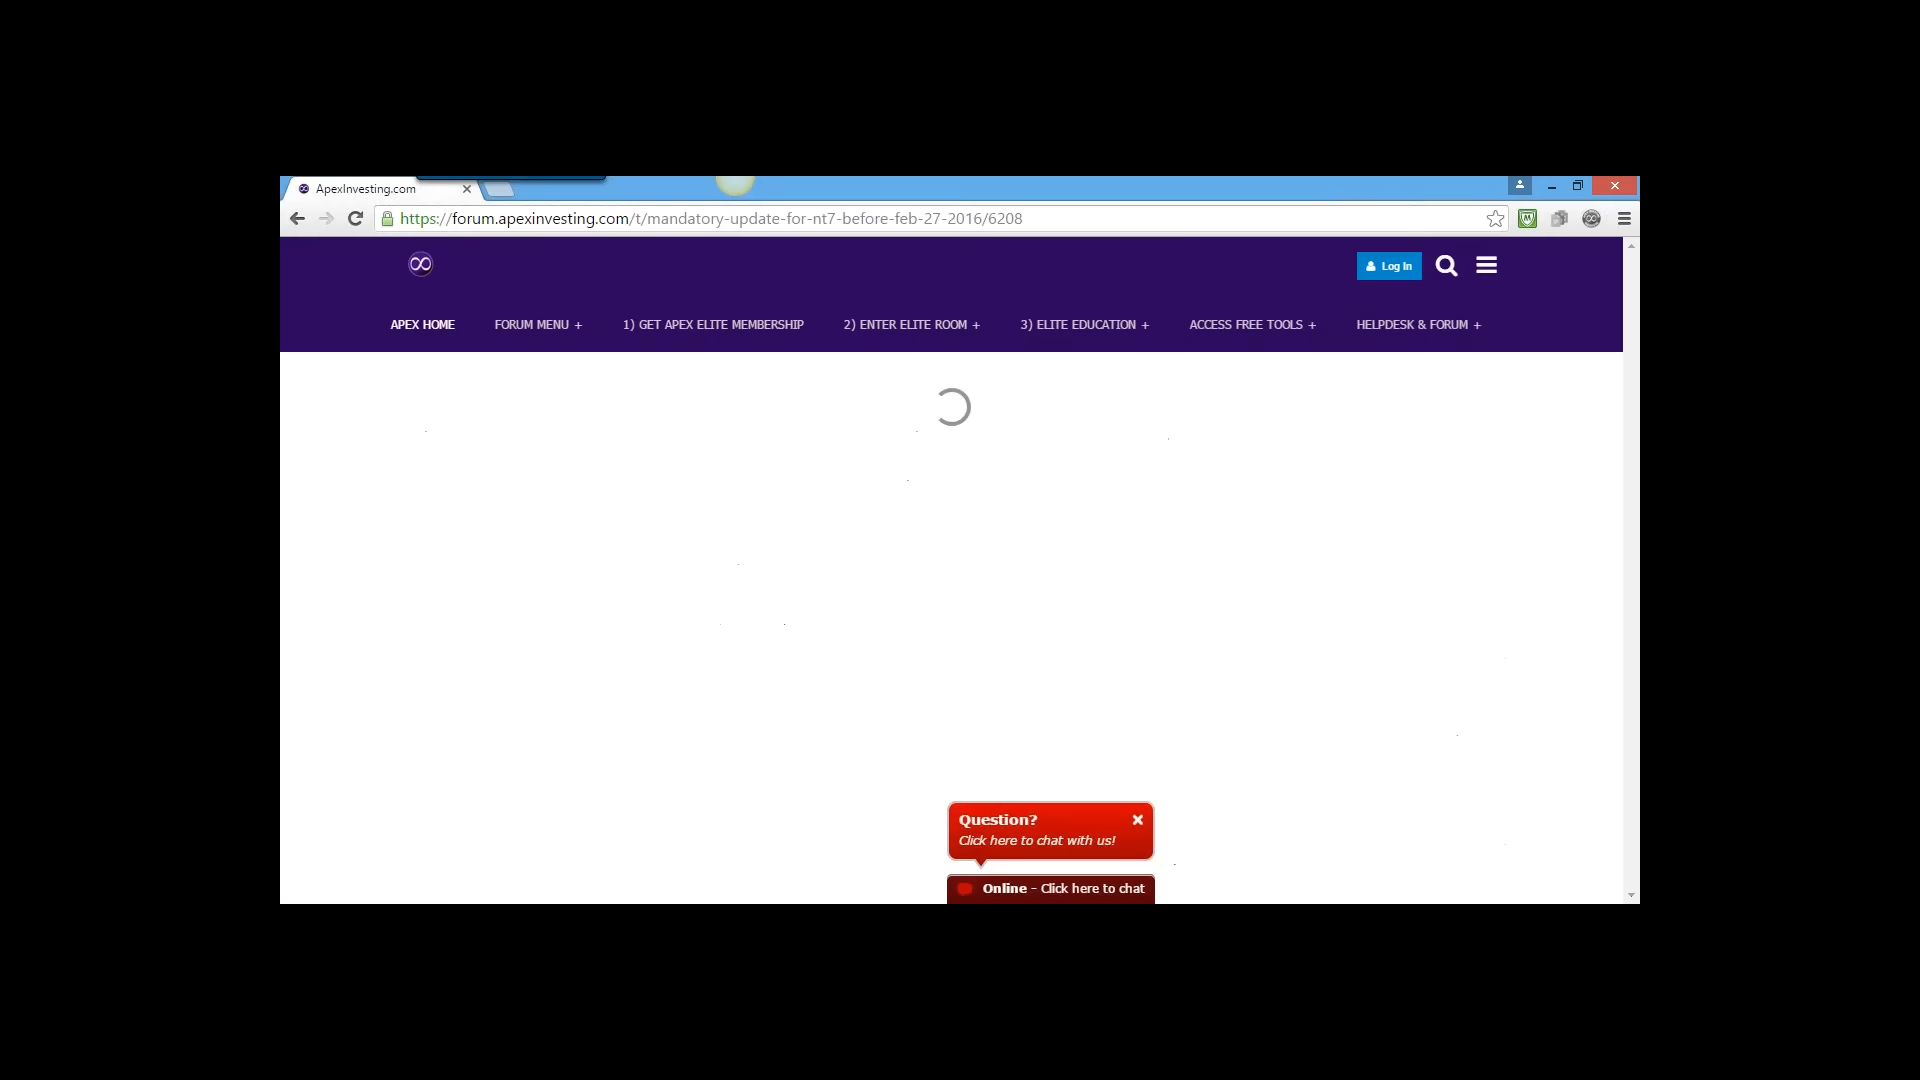 ApexInvesting.com
https://forum.apexinvesting.com/t/mandatory-update-for-nt7-before-feb-27-2016/6208
Log In
APEX HOME FORUM MENU + 1) GET APEX ELITE MEMBERSHIP 2) ENTER ELITE ROOM + 3) ELITE EDUCATION + ACCESS FREE TOOLS + HELPDESK & FORUM +
Question?
Click here to chat with us!
Online - Click here to chat